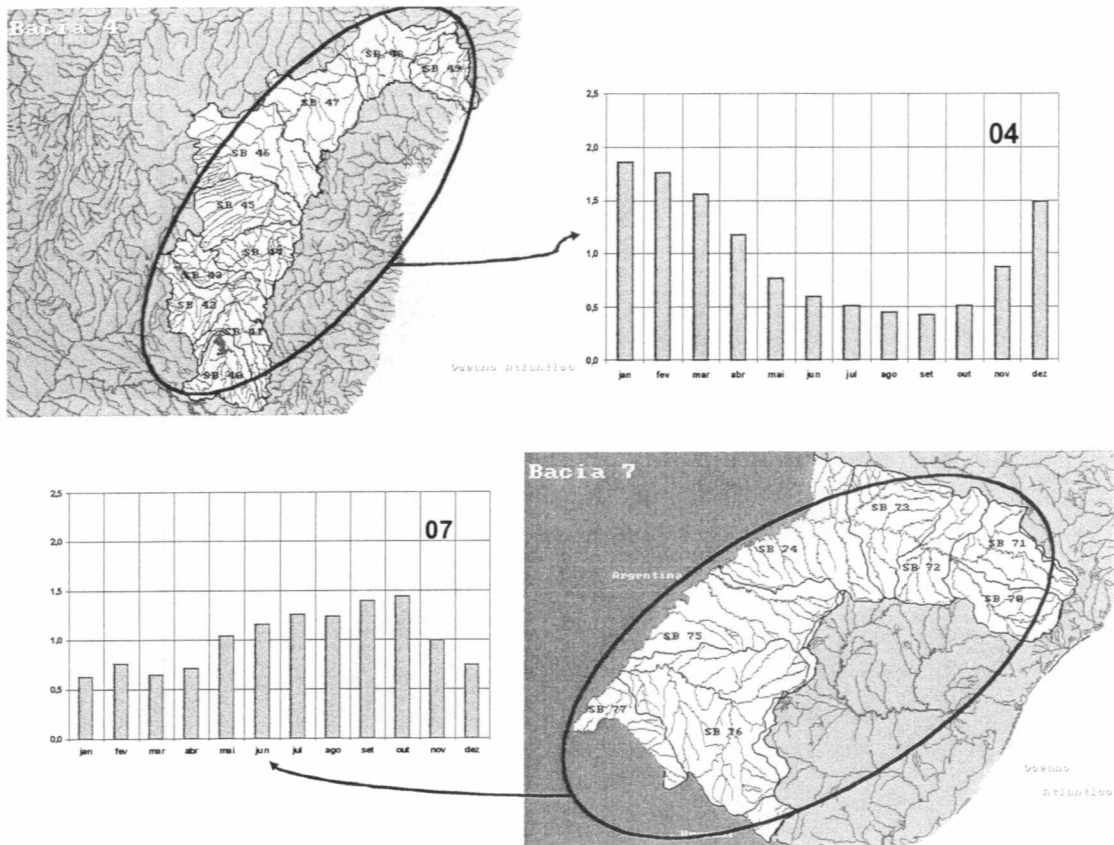 Bacia 4
SB 48
SB 49
SB 47
SB 46
SB 45
SB 44
SB 43
SB 42
SB 41
SB 40
Oceano Atlantico
04
2,5
2,0
1,5
1,0
0,5
0,0
jan fev mar abr mai jun jul ago set out nov dez
07
2,5
2,0
1,5
1,0
0,5
0,0
jan fev mar abr mai jun jul ago set out nov dez
Bacia 7
SB 73
SB 71
SB 74
SB 72
Argentina
SB 70
SB 75
SB 77
SB 76
Oceano
Atlantico